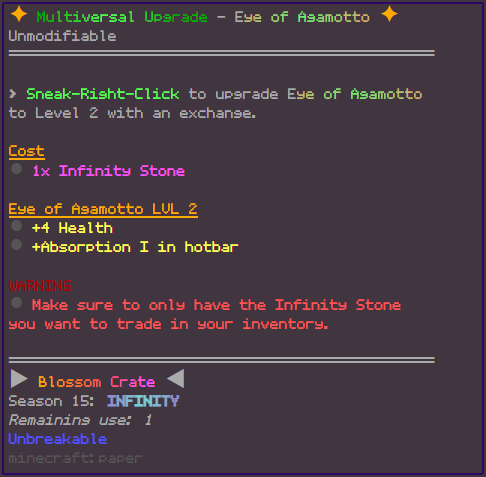 ✦ Multiversal Upgrade - Eye of Agamotto ✦
Unmodifiable
> Sneak-Right-Click to upgrade Eye of Agamotto
to Level 2 with an exchange.
Cost
● 1x Infinity Stone
Eye of Agamotto LVL 2
● +4 Health
● +Absorption I in hotbar
WARNING
● Make sure to only have the Infinity Stone
you want to trade in your inventory.
▶ Blossom Crate ◀
Season 15: INFINITY
Remaining use: 1
Unbreakable
minecraft:paper